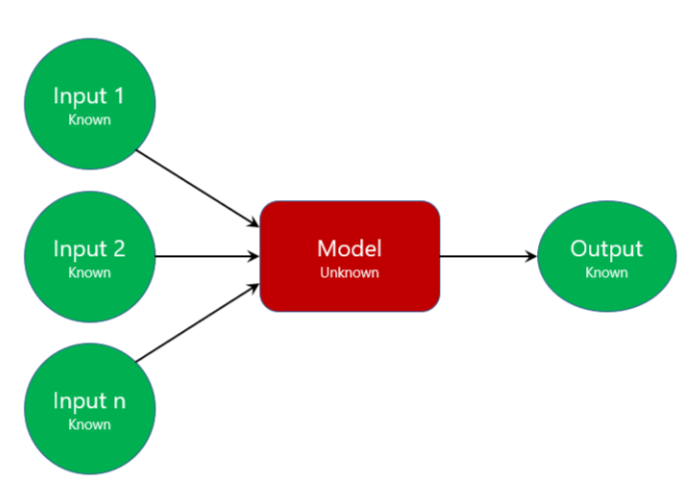 Input 1
Known
Input 2
Known
Model
Unknown
Output
Known
Input n
Known